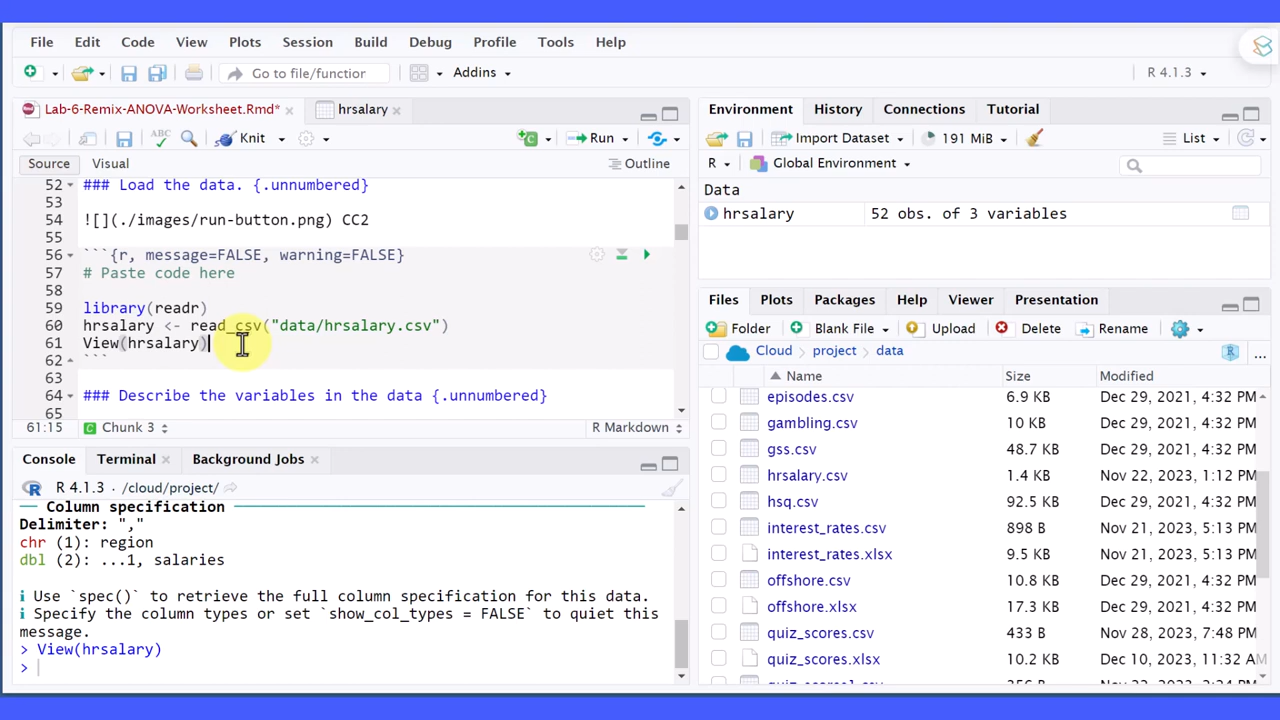 File Edit Code View Plots Session Build Debug Profile Tools Help
Go to file/functior Addins R 4.1.3
Lab-6-Remix-ANOVA-Worksheet.Rmd* hrsalary
ABC Knit Run
Source Visual Outline
52 ### Load the data. {.unnumbered}
53
54 ![](./images/run-button.png) CC2
55
56 ```{r, message=FALSE, warning=FALSE}
57 # Paste code here
58
59 library(readr)
60 hrsalary <- read_csv("data/hrsalary.csv")
61 View(hrsalary)
62 ```
63
64 ### Describe the variables in the data {.unnumbered}
65
61:15 Chunk 3 R Markdown
Console Terminal Background Jobs
R 4.1.3 · /cloud/project/
── Column specification ──
Delimiter: ","
chr (1): region
dbl (2): ...1, salaries
ℹ Use `spec()` to retrieve the full column specification for this data.
ℹ Specify the column types or set `show_col_types = FALSE` to quiet this
message.
> View(hrsalary)
>
Environment History Connections Tutorial
Import Dataset 191 MiB List
R Global Environment
Data
hrsalary 52 obs. of 3 variables
Files Plots Packages Help Viewer Presentation
Folder Blank File Upload Delete Rename
Cloud project data R ...
Name Size Modified
episodes.csv 6.9 KB Dec 29, 2021, 4:32 PM
gambling.csv 10 KB Dec 29, 2021, 4:32 PM
gss.csv 48.7 KB Dec 29, 2021, 4:32 PM
hrsalary.csv 1.4 KB Nov 22, 2023, 1:12 PM
hsq.csv 92.5 KB Dec 29, 2021, 4:32 PM
interest_rates.csv 898 B Nov 21, 2023, 5:13 PM
interest_rates.xlsx 9.5 KB Nov 21, 2023, 5:13 PM
offshore.csv 10.8 KB Dec 29, 2021, 4:32 PM
offshore.xlsx 17.3 KB Dec 29, 2021, 4:32 PM
quiz_scores.csv 433 B Nov 28, 2023, 7:48 PM
quiz_scores.xlsx 10.2 KB Dec 10, 2023, 11:32 AM